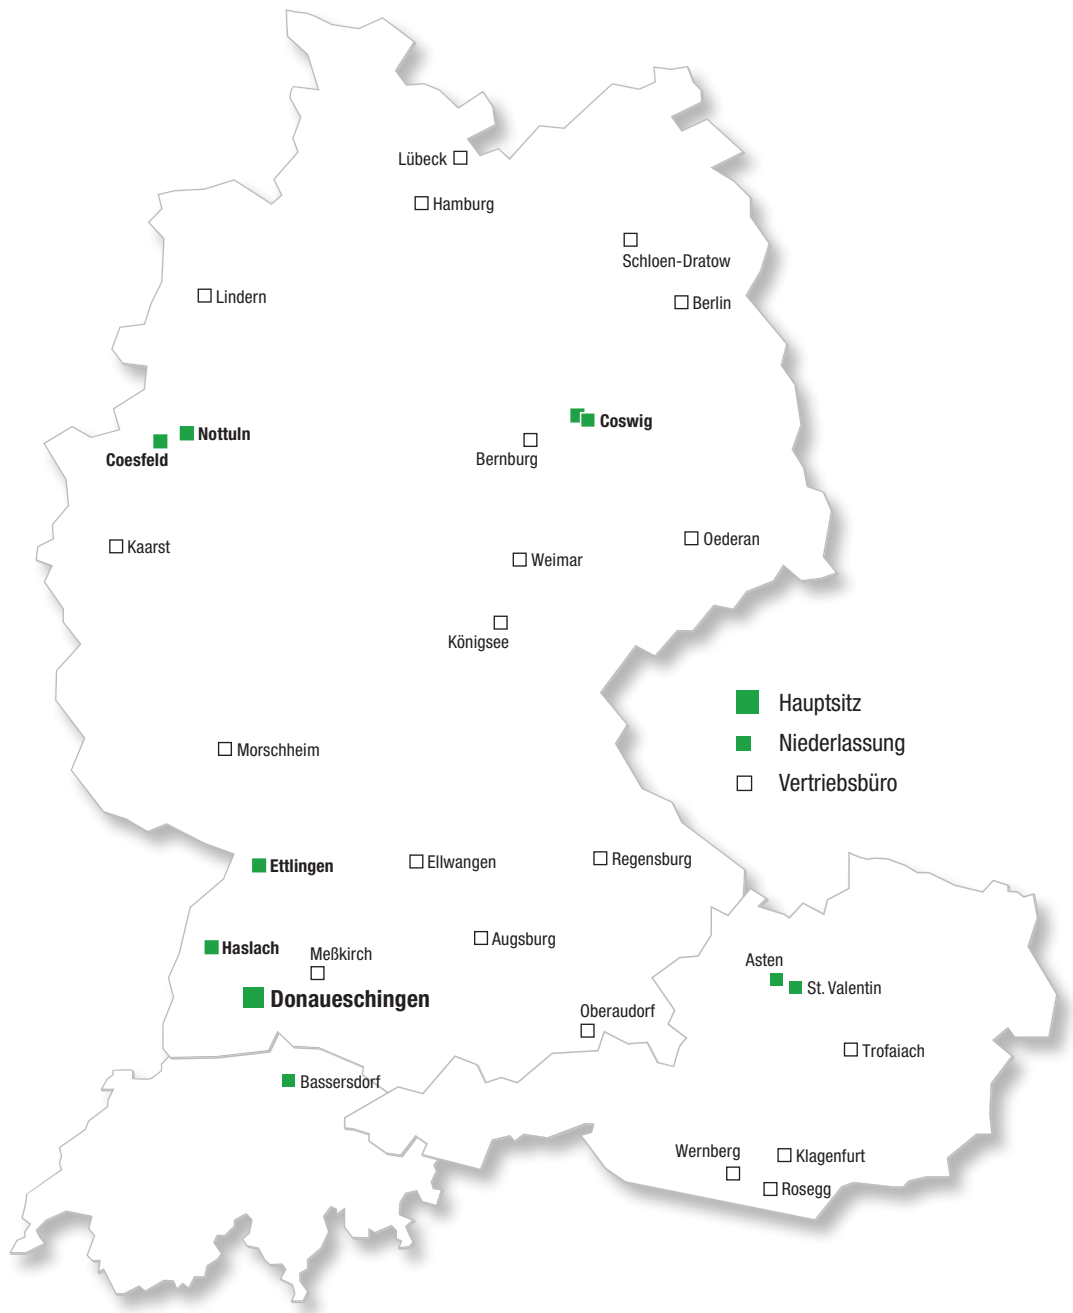 Lübeck
Hamburg
Schloen-Dratow
Lindern
Berlin
Nottuln
Coswig
Coesfeld
Bernburg
Kaarst
Oederan
Weimar
Königsee
Hauptsitz
Niederlassung
Morschheim
Vertriebsbüro
Ettlingen
Ellwangen
Regensburg
Haslach
Augsburg
Meßkirch
Asten
St. Valentin
Donaueschingen
Oberaudorf
Trofaiach
Bassersdorf
Wernberg
Klagenfurt
Rosegg